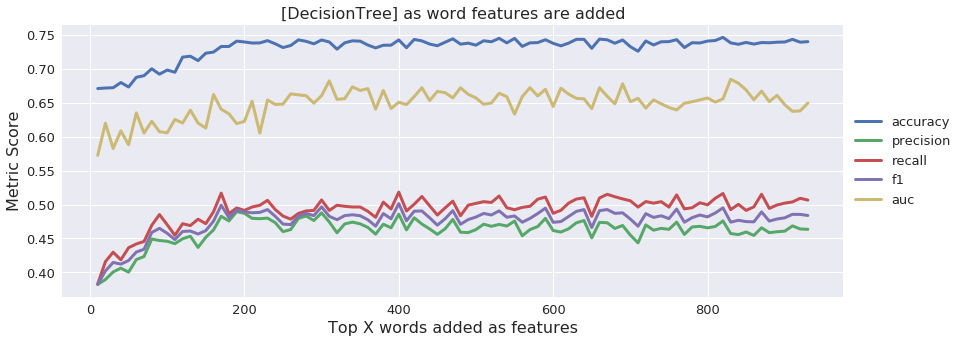 [DecisionTree] as word features are added
Metric Score
0.75
0.70
0.65
0.60
0.55
0.50
0.45
0.40
0 200 400 600 800
Top X words added as features
accuracy
precision
recall
f1
auc